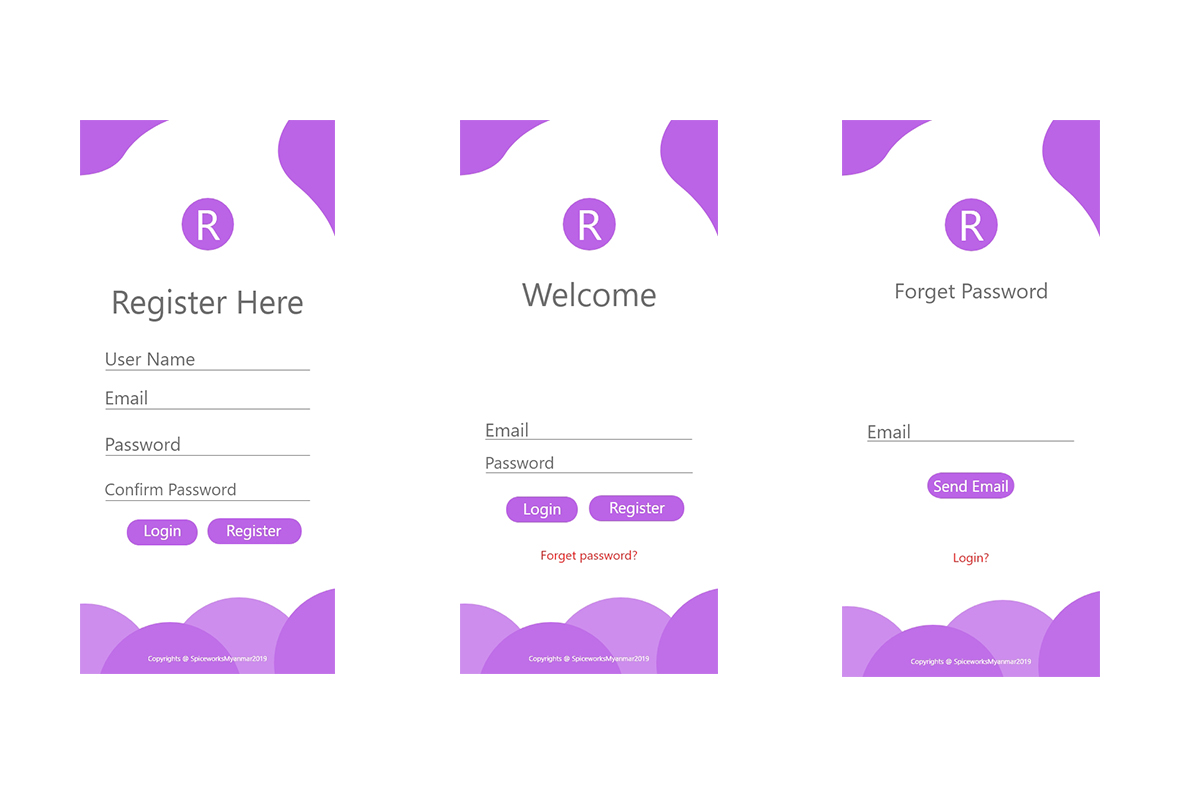 R
Register Here
User Name
Email
Password
Confirm Password
Login Register
Copyrights @ SpiceworksMyanmar2019
R
Welcome
Email
Password
Login Register
Forget password?
Copyrights @ SpiceworksMyanmar2019
R
Forget Password
Email
Send Email
Login?
Copyrights @ SpiceworksMyanmar2019